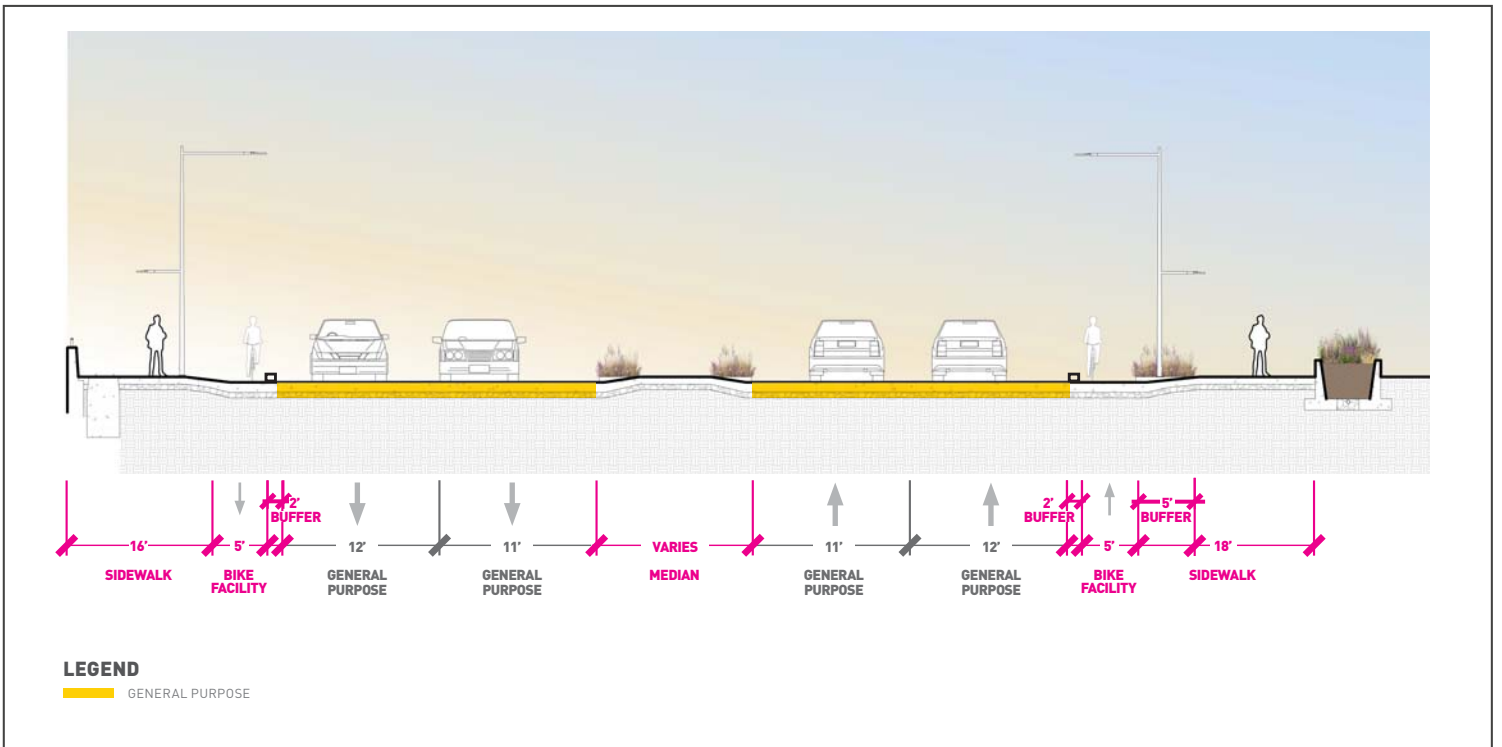 2' BUFFER
2' BUFFER
5' BUFFER
16' 5' 12' 11' VARIES 11' 12' 5' 18'
SIDEWALK BIKE FACILITY GENERAL PURPOSE GENERAL PURPOSE MEDIAN GENERAL PURPOSE GENERAL PURPOSE BIKE FACILITY SIDEWALK
LEGEND
GENERAL PURPOSE